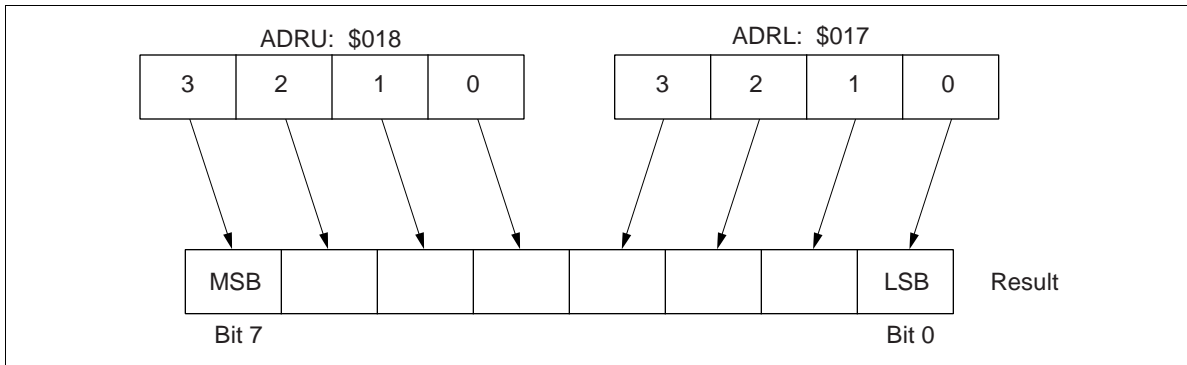 ADRU: $018 ADRL: $017
3 2 1 0 3 2 1 0
MSB LSB Result
Bit 7 Bit 0